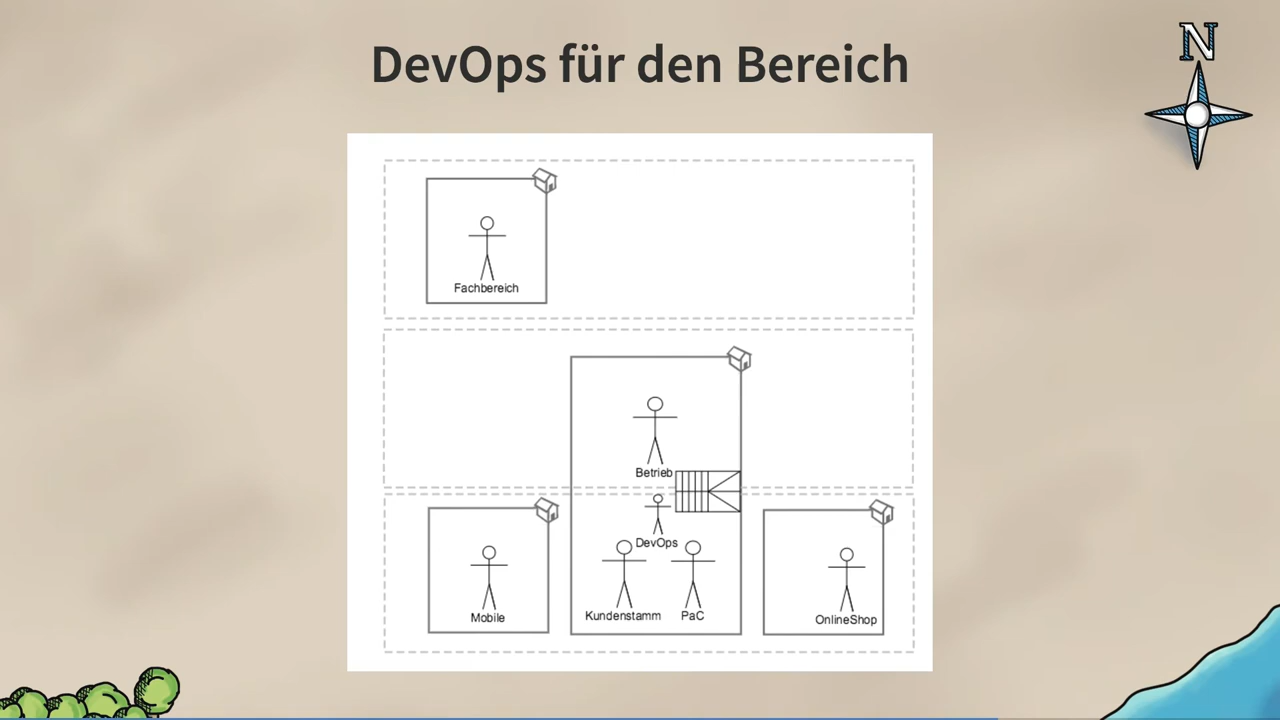 DevOps für den Bereich
N
Fachbereich
Betrieb
DevOps
Mobile
Kundenstamm
PaC
OnlineShop